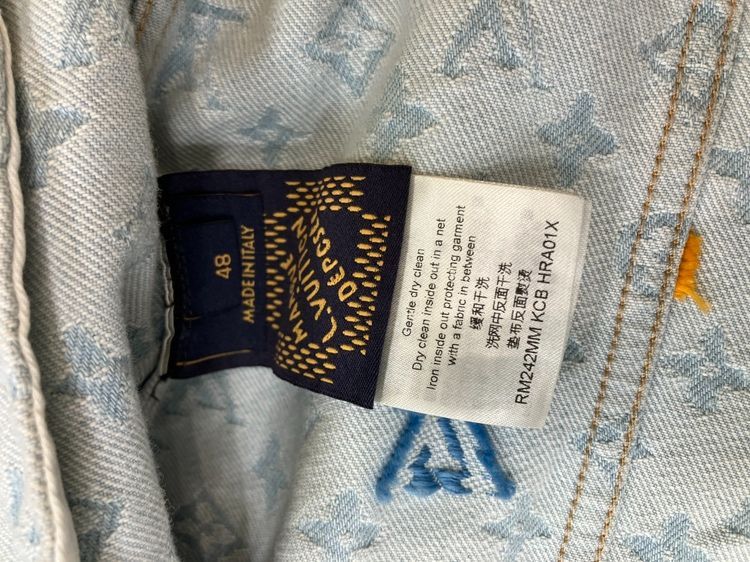 48
MADE IN ITALY
MARQUE
L.VUITTON
DÉPOSÉE
Gentle dry clean
Dry clean inside out in a net
Iron inside out protecting garment
with a fabric in between
缓和干洗
洗网中反面干洗
垫布反面熨烫
RM242MM KCB HRA01X